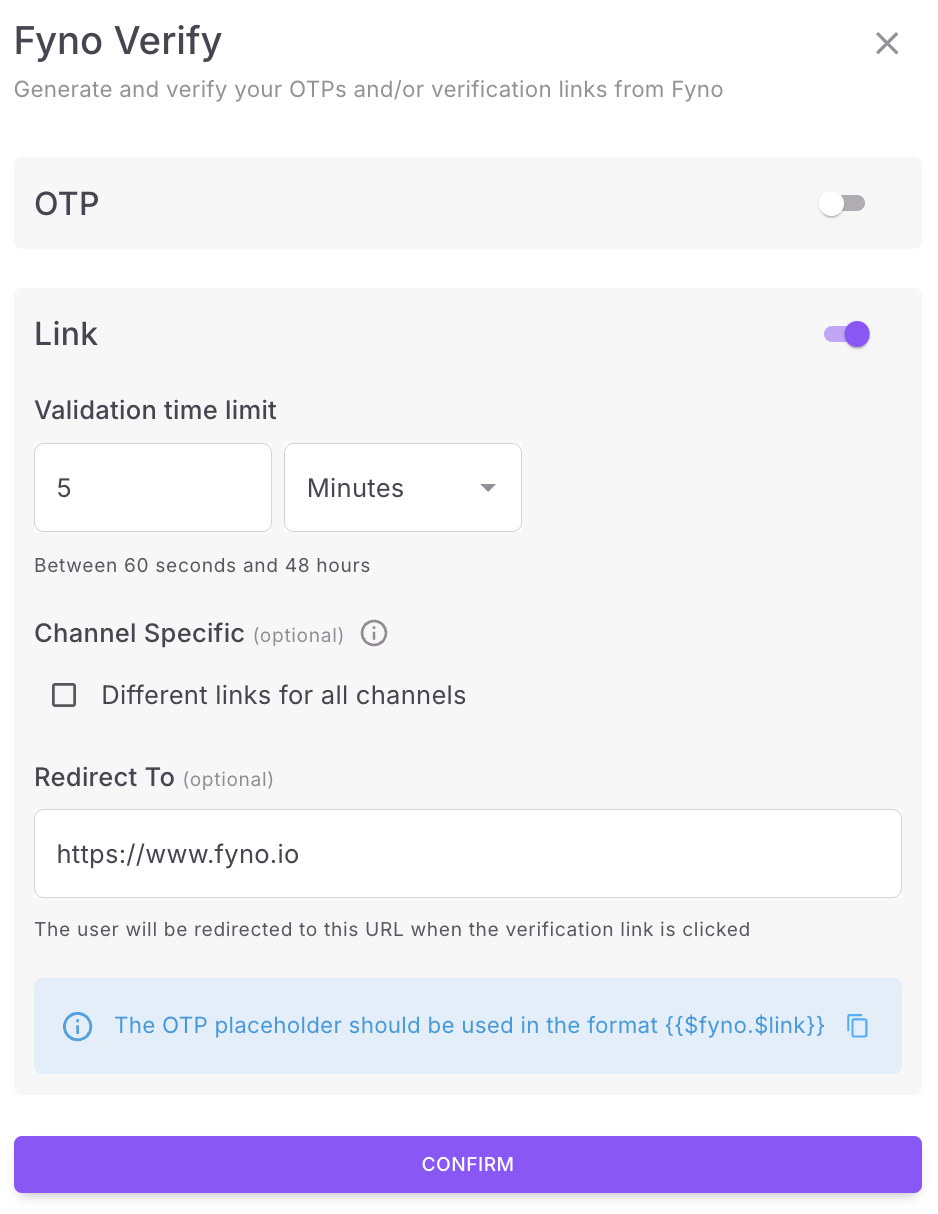 Fyno Verify
Generate and verify your OTPs and/or verification links from Fyno
OTP
Link
Validation time limit
5
Minutes
Between 60 seconds and 48 hours
Channel Specific (optional)
Different links for all channels
Redirect To (optional)
https://www.fyno.io
The user will be redirected to this URL when the verification link is clicked
The OTP placeholder should be used in the format {{$fyno.$link}}
CONFIRM